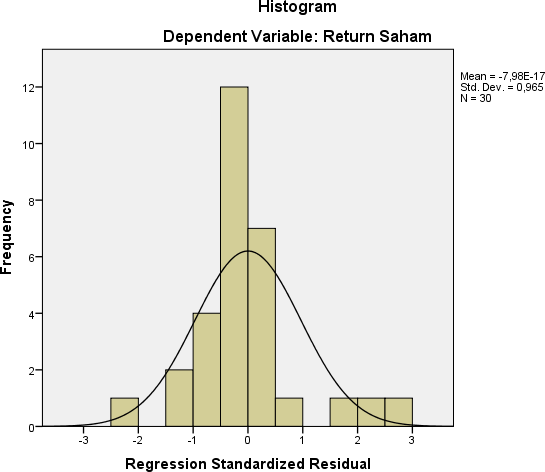 Histogram
Dependent Variable: Return Saham
Mean = -7,98E-17
Std. Dev. = 0,965
N = 30
Frequency
12
10
8
6
4
2
0
-3 -2 -1 0 1 2 3
Regression Standardized Residual